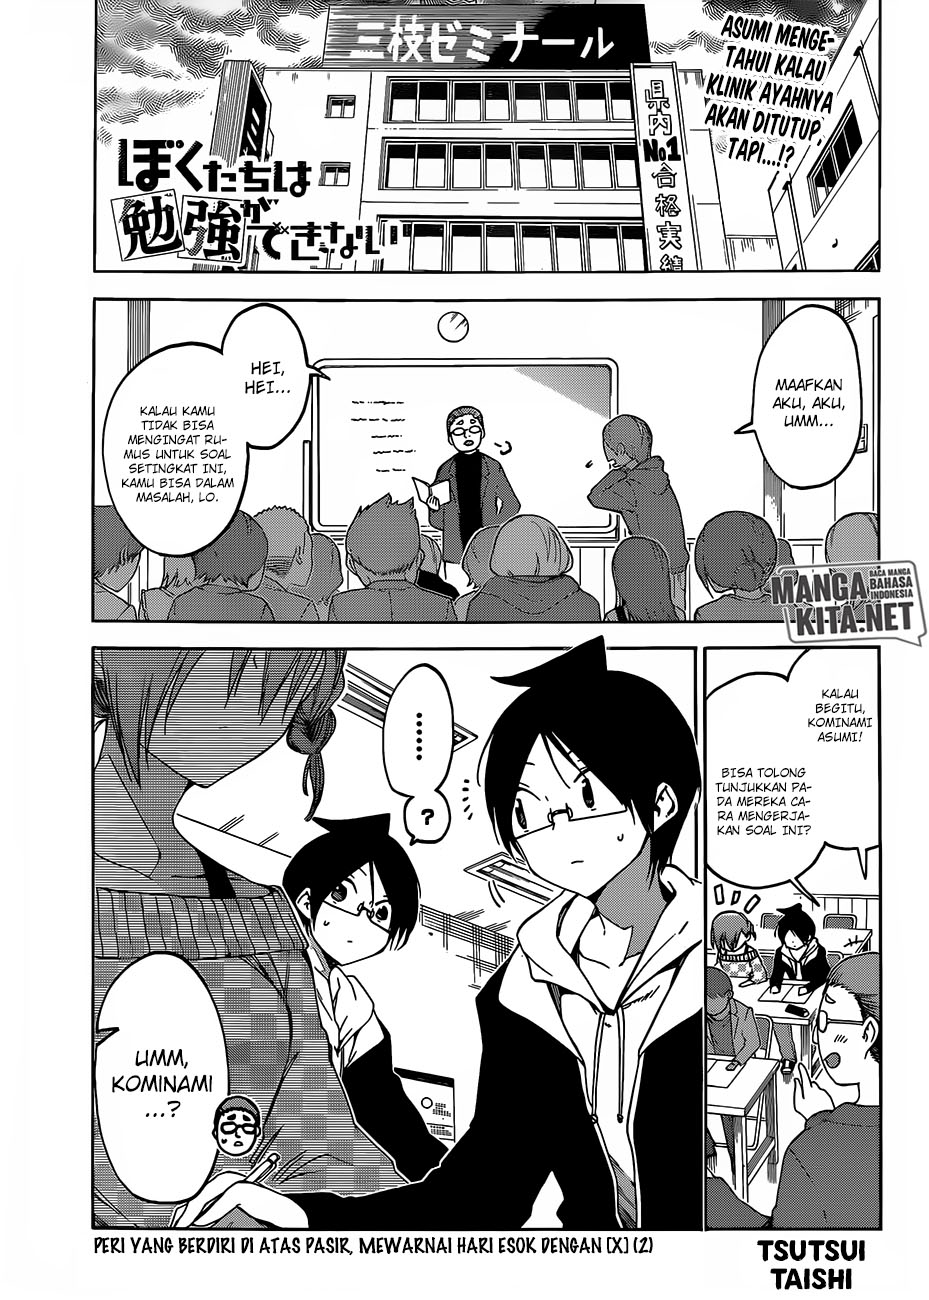 三枝ゼミナール
ASUMI MENGE-
TAHUI KALAU
KLINIK AYAHNYA
AKAN DITUTUP,
TAPI...!?
県内
No.1
合格実績
ぼくたちは
勉強が
できない
MAAFKAN
AKU, AKU,
UMM...
HEI,
HEI...
KALAU KAMU
TIDAK BISA
MENGINGAT RU-
MUS UNTUK SOAL
SETINGKAT INI,
KAMU BISA DALAM
MASALAH, LO.
MANGA
KITA.NET
BACA MANGA
BAHASA
INDONESIA
KALAU
BEGITU,
KOMINAMI
ASUMI!
BISA TOLONG
TUNJUKKAN PA-
DA MEREKA CA-
RA MENGERJA-
KAN SOAL INI?
........
?
UMM,
KOMINAMI
...?
PERI YANG BERDIRI DI ATAS PASIR, MEWARNAI HARI ESOK DENGAN [X] (2)
TSUTSUI
TAISHI